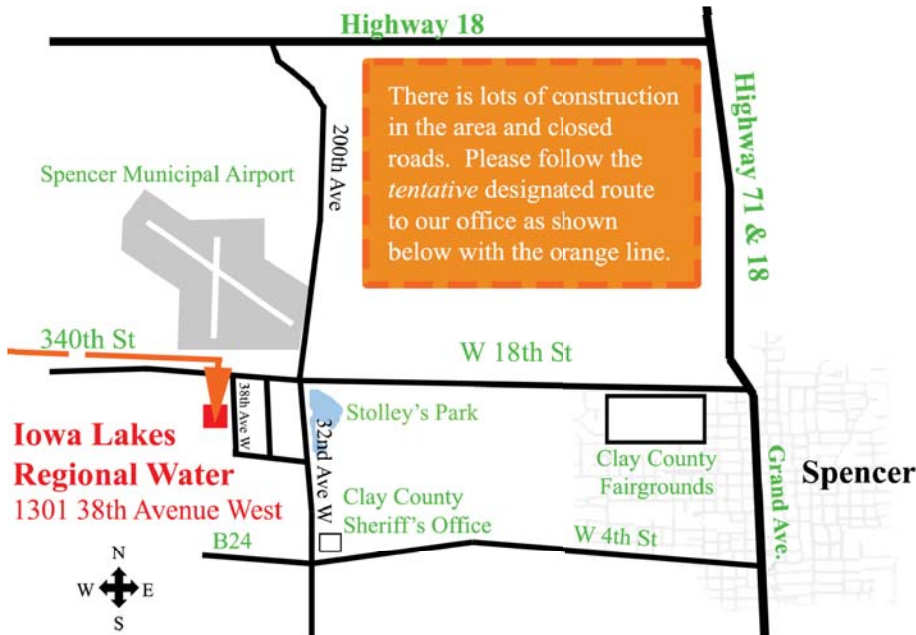 Highway 18
Highway 71 & 18
There is lots of construction
in the area and closed
roads.  Please follow the
tentative designated route
to our office as shown
below with the orange line.
200th Ave
Spencer Municipal Airport
340th St
W 18th St
38th Ave W
Stolley's Park
32nd Ave W
Iowa Lakes
Regional Water
1301 38th Avenue West
Clay County
Fairgrounds
Grand Ave.
Spencer
Clay County
Sheriff's Office
B24
W 4th St
N
W
E
S